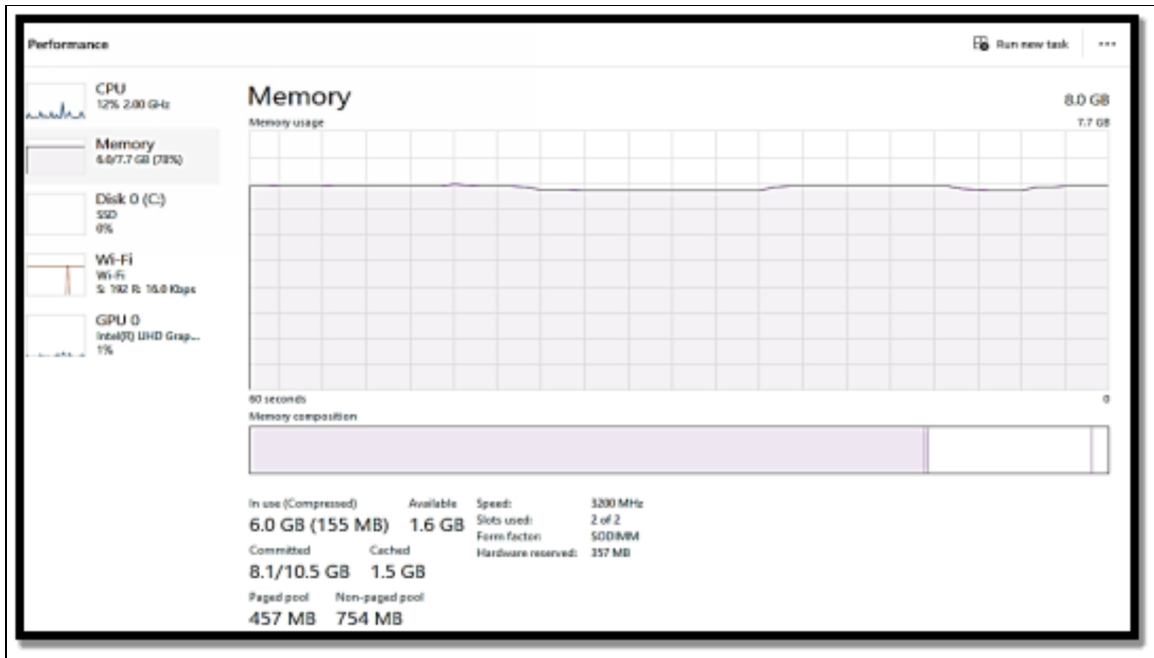 Performance
Run new task
CPU
12% 2.00 GHz
Memory
6.0/7.7 GB (78%)
Disk 0 (C:)
SSD
0%
Wi-Fi
Wi-Fi
S: 192 R: 16.0 Kbps
GPU 0
Intel(R) UHD Grap...
1%
Memory 8.0 GB
Memory usage 7.7 GB
60 seconds 0
Memory composition
In use (Compressed) Available
6.0 GB (155 MB) 1.6 GB
Committed Cached
8.1/10.5 GB 1.5 GB
Paged pool Non-paged pool
457 MB 754 MB
Speed: 3200 MHz
Slots used: 2 of 2
Form factor: SODIMM
Hardware reserved: 357 MB